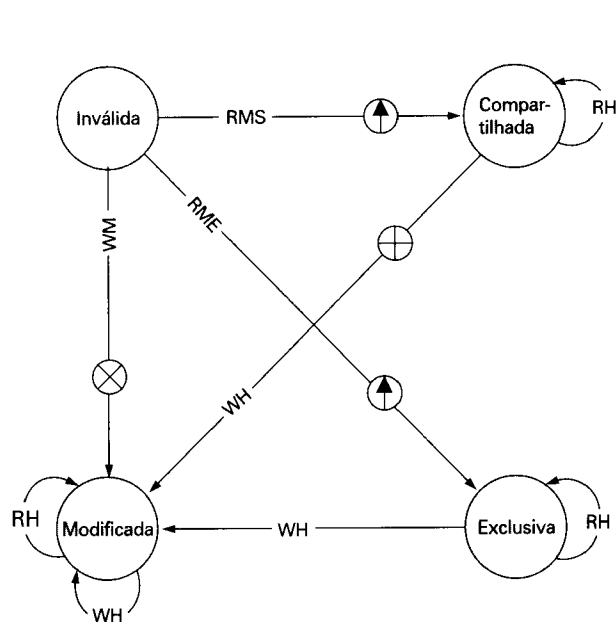 Inválida
RMS
Compar-
tilhada
RH
WM
RME
WH
RH
Modificada
WH
WH
Exclusiva
RH